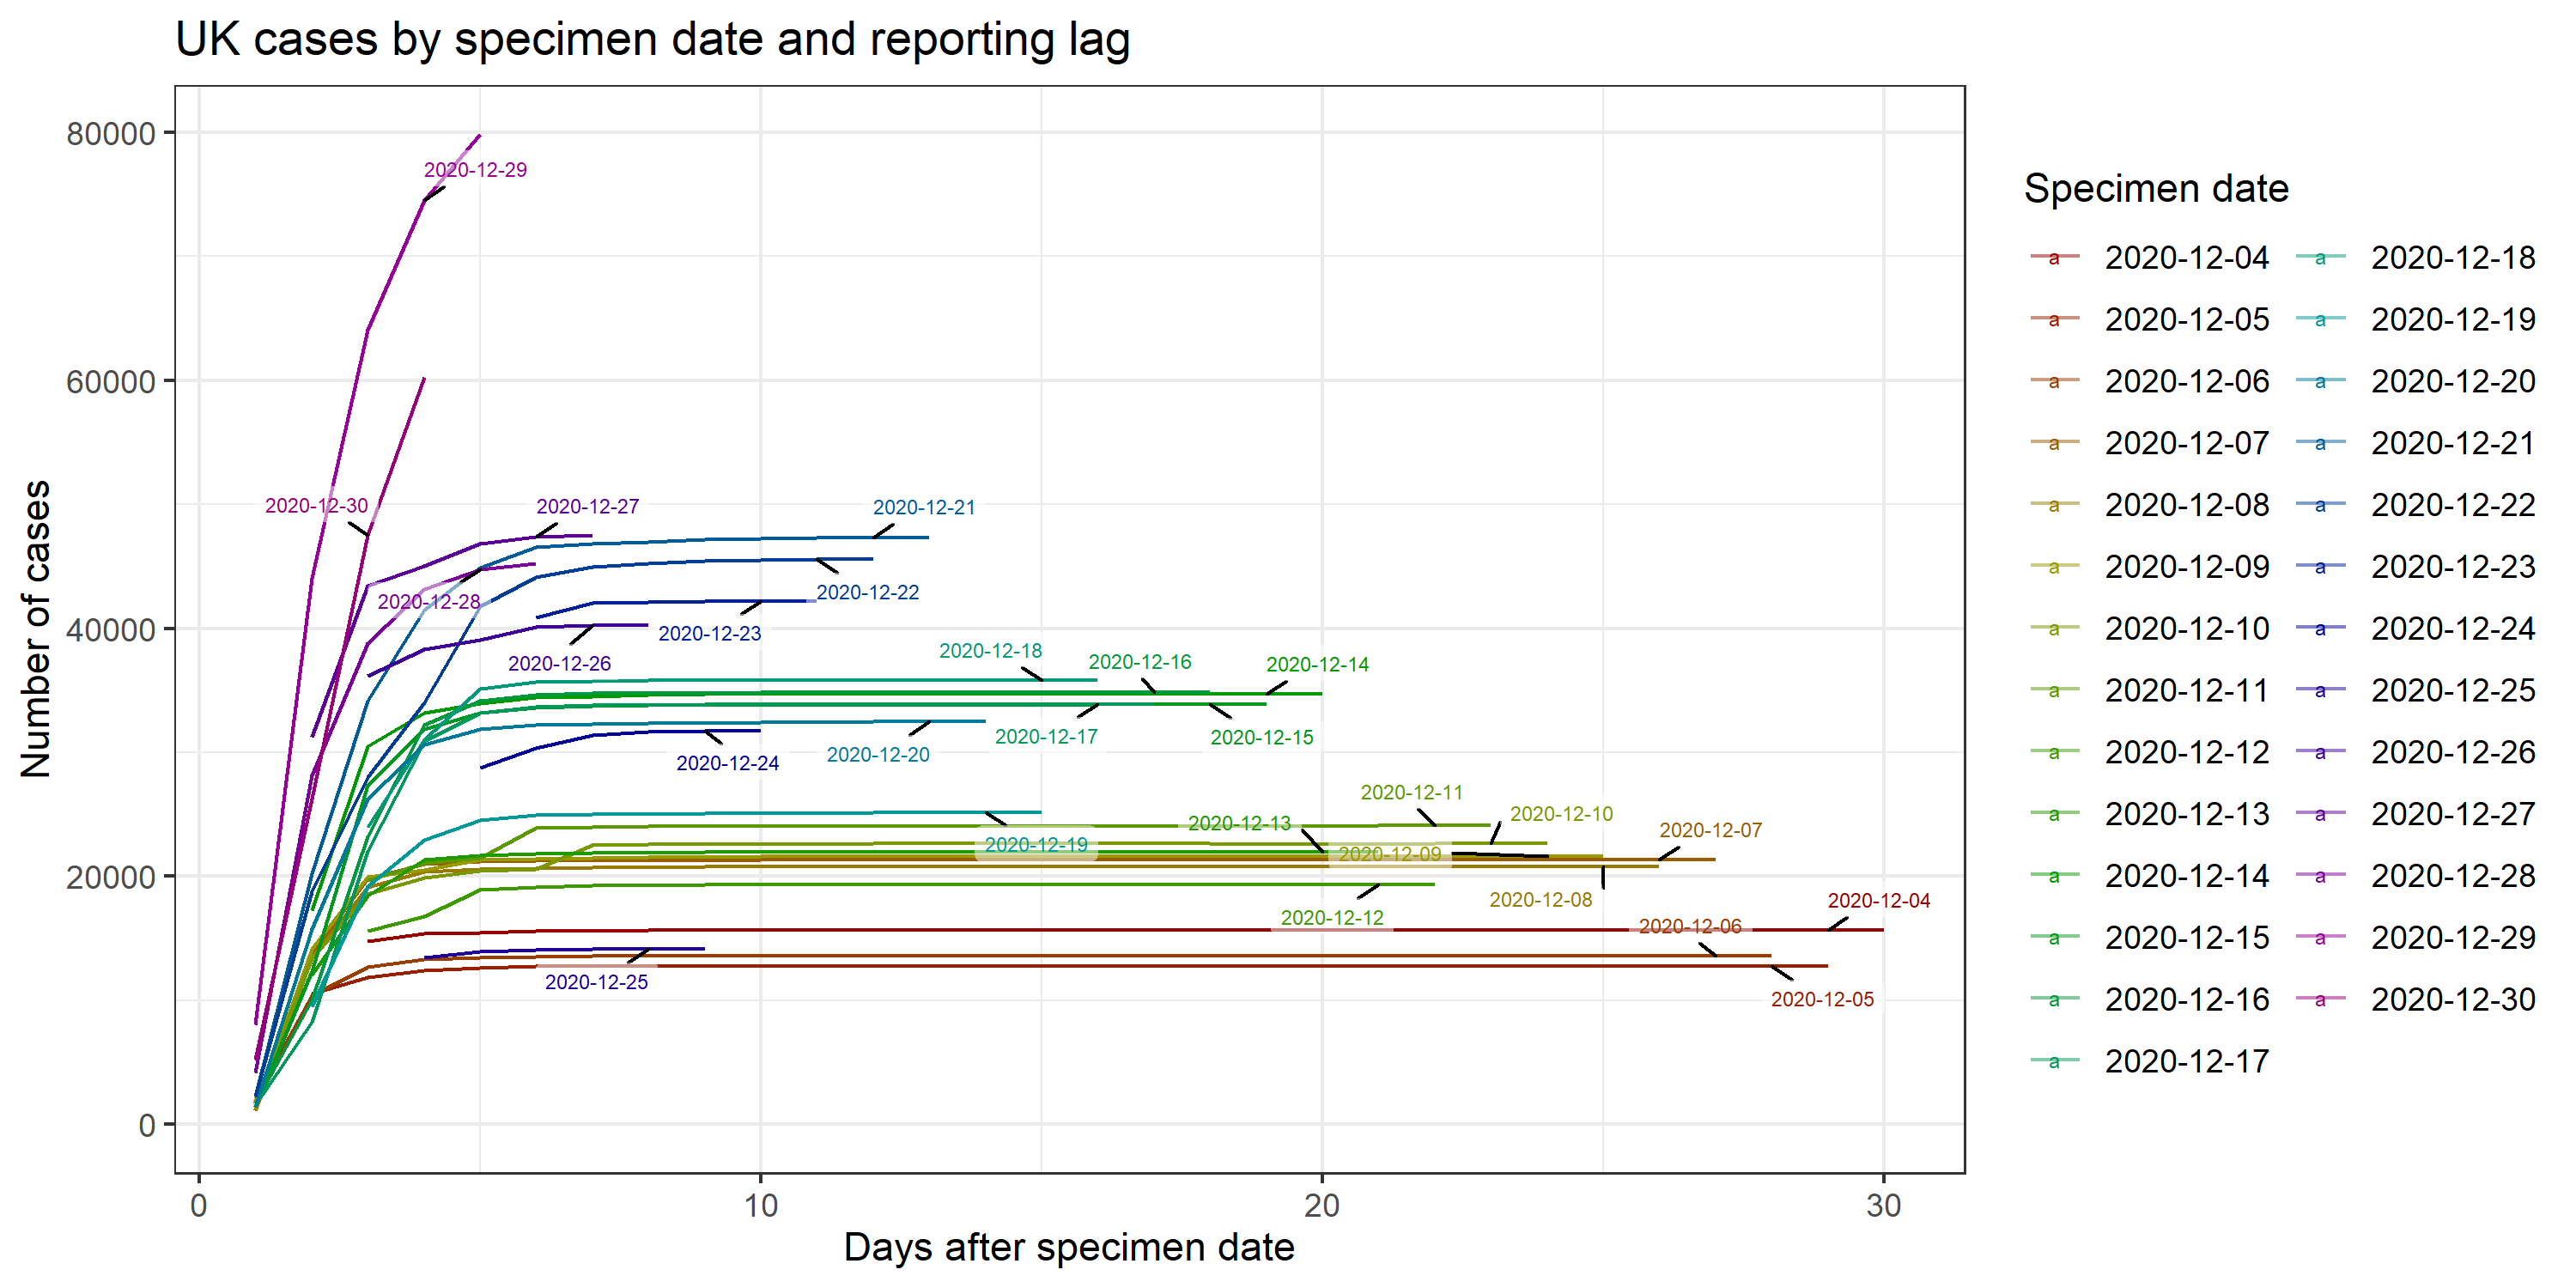 UK cases by specimen date and reporting lag
80000
60000
40000
20000
0
Number of cases
0 10 20 30
Days after specimen date
2020-12-29
2020-12-30
2020-12-27
2020-12-21
2020-12-28
2020-12-22
2020-12-23
2020-12-26
2020-12-18
2020-12-16
2020-12-14
2020-12-17
2020-12-15
2020-12-20
2020-12-24
2020-12-11
2020-12-10
2020-12-13
2020-12-07
2020-12-19
2020-12-09
2020-12-08
2020-12-04
2020-12-12
2020-12-06
2020-12-25
2020-12-05
Specimen date
a 2020-12-04 a 2020-12-18
a 2020-12-05 a 2020-12-19
a 2020-12-06 a 2020-12-20
a 2020-12-07 a 2020-12-21
a 2020-12-08 a 2020-12-22
a 2020-12-09 a 2020-12-23
a 2020-12-10 a 2020-12-24
a 2020-12-11 a 2020-12-25
a 2020-12-12 a 2020-12-26
a 2020-12-13 a 2020-12-27
a 2020-12-14 a 2020-12-28
a 2020-12-15 a 2020-12-29
a 2020-12-16 a 2020-12-30
a 2020-12-17